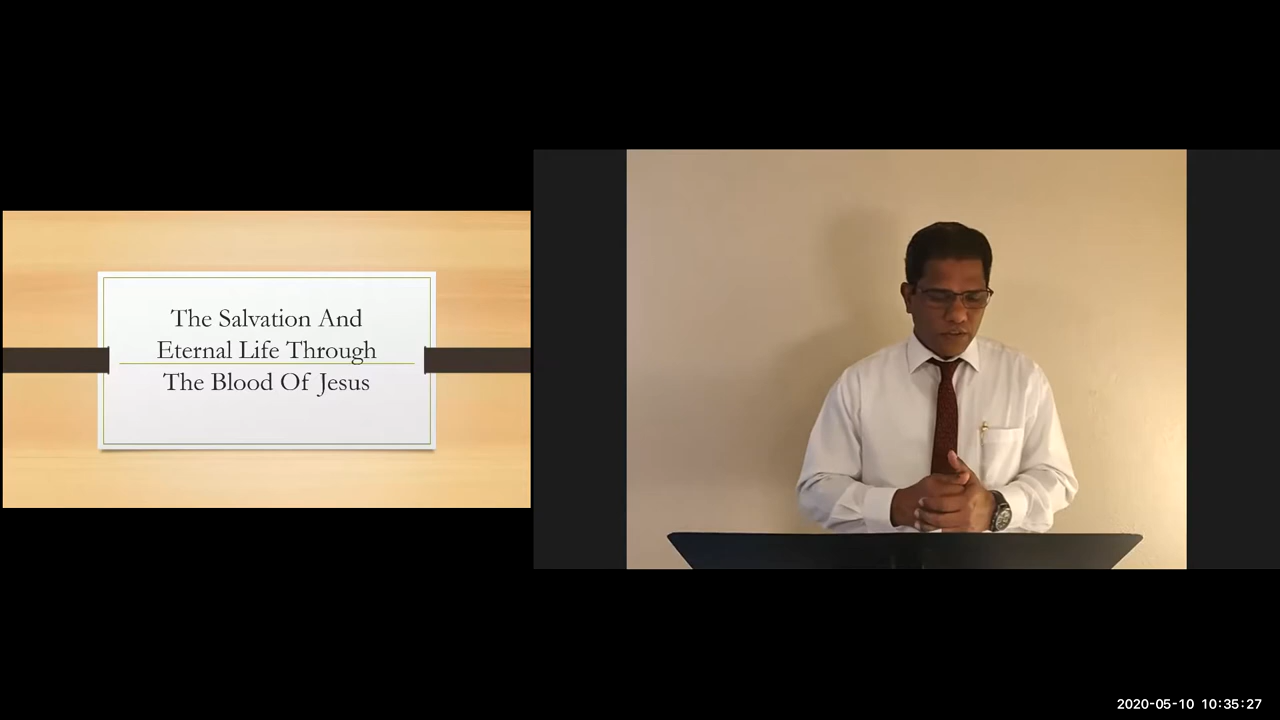 The Salvation And
Eternal Life Through
The Blood Of Jesus
2020-05-10 10:35:27